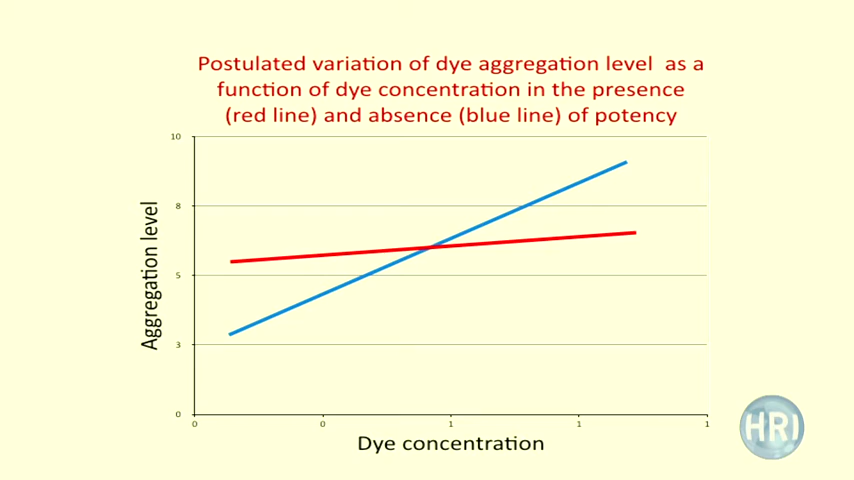 Postulated variation of dye aggregation level as a
function of dye concentration in the presence
(red line) and absence (blue line) of potency
10
8
5
3
0
Aggregation level
0 0 1 1 1
Dye concentration
HRI